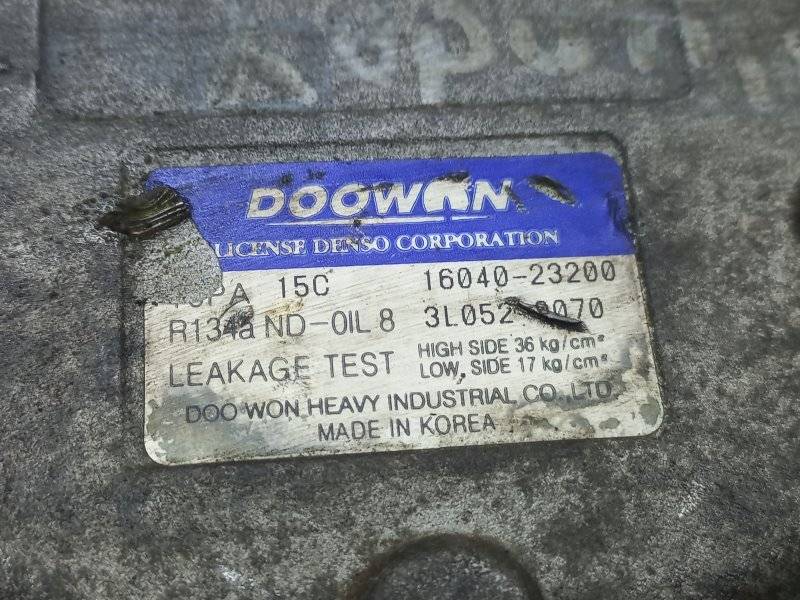 DOOWON
LICENSE DENSO CORPORATION
15C 16040-23200
R134a ND-OIL 8
LEAKAGE TEST HIGH SIDE 36 kg/cm²
LOW, SIDE 17 kg/cm²
DOO WON HEAVY INDUSTRIAL CO., LTD.
MADE IN KOREA